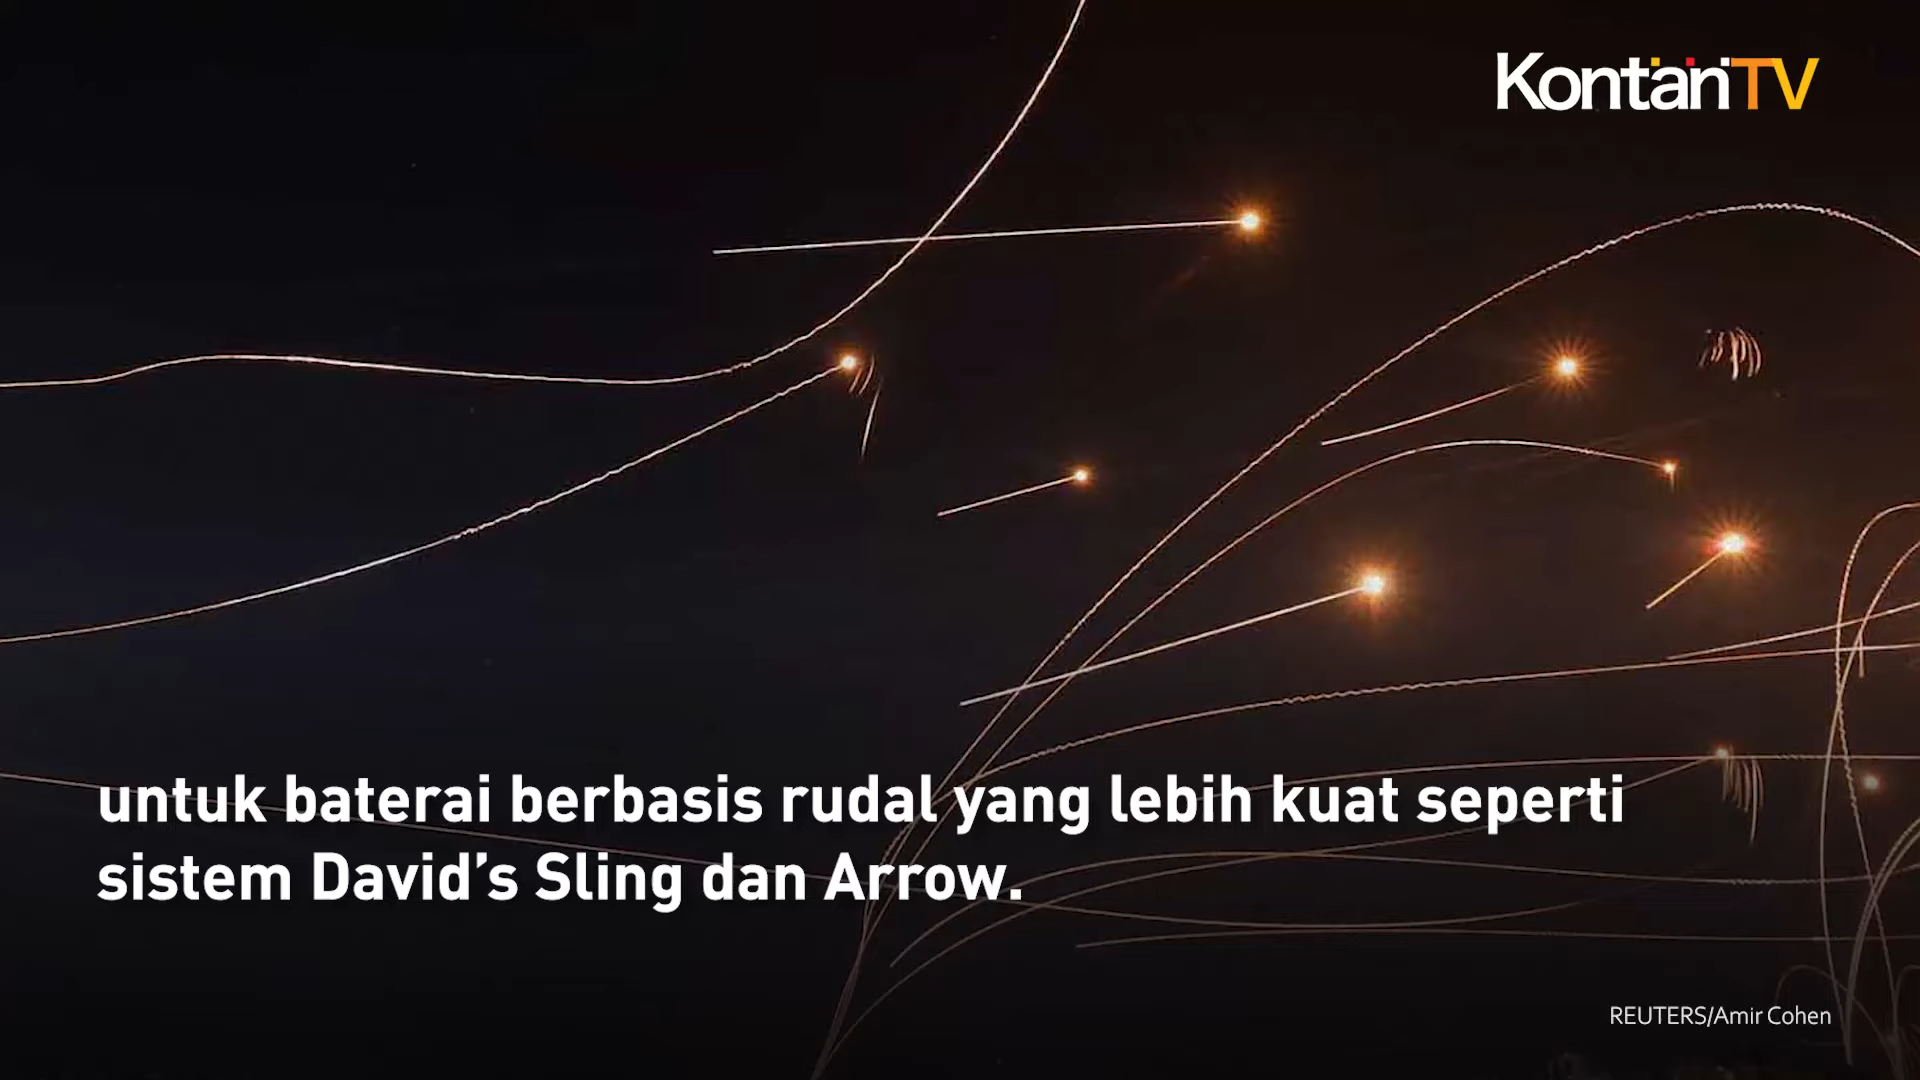 KontanTV
untuk baterai berbasis rudal yang lebih kuat seperti
sistem David’s Sling dan Arrow.
REUTERS/Amir Cohen